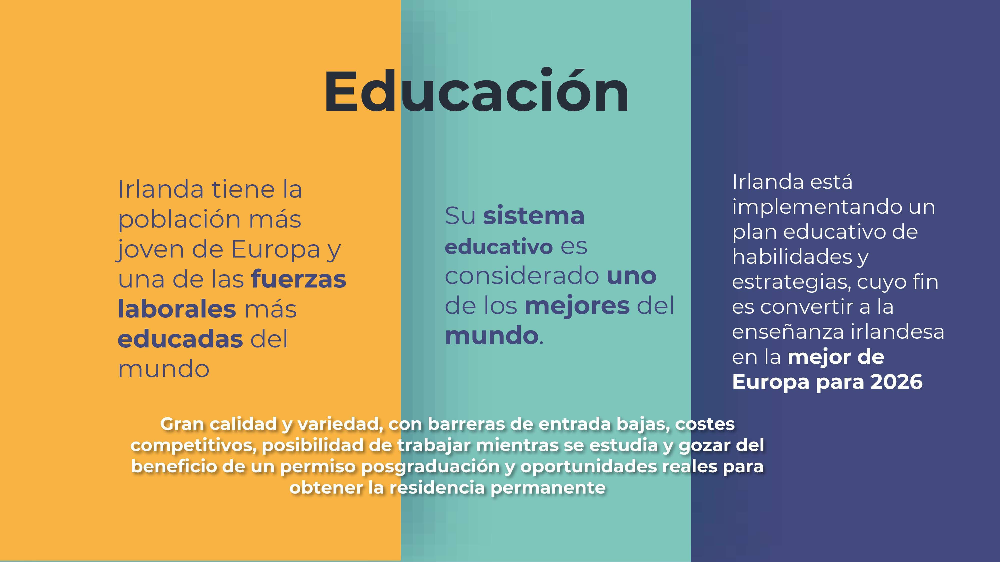 Educación
Irlanda tiene la
población más
joven de Europa y
una de las fuerzas
laborales más
educadas del
mundo
Su sistema
educativo es
considerado uno
de los mejores del
mundo.
Irlanda está
implementando un
plan educativo de
habilidades y
estrategias, cuyo fin
es convertir a la
enseñanza irlandesa
en la mejor de
Europa para 2026
Gran calidad y variedad, con barreras de entrada bajas, costes
competitivos, posibilidad de trabajar mientras se estudia y gozar del
beneficio de un permiso posgraduación y oportunidades reales para
obtener la residencia permanente